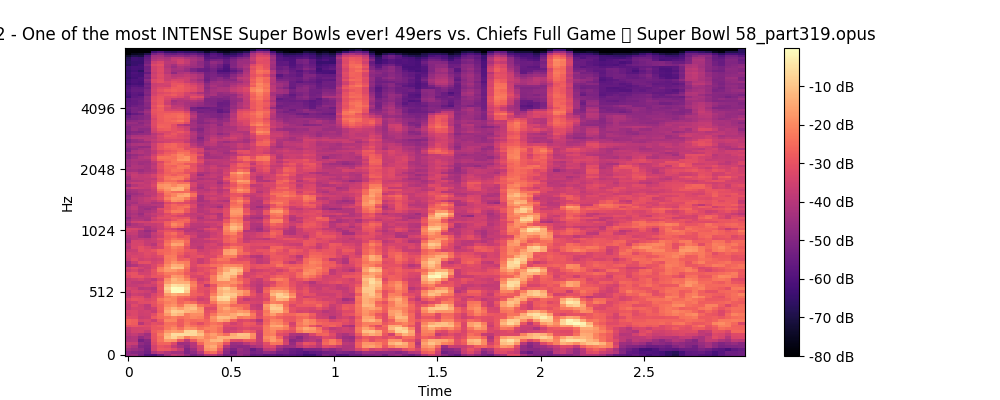 2 - One of the most INTENSE Super Bowls ever! 49ers vs. Chiefs Full Game Super Bowl 58_part319.opus
4096
2048
1024
512
0
Hz
0
0.5
1
1.5
2
2.5
Time
-10 dB
-20 dB
-30 dB
-40 dB
-50 dB
-60 dB
-70 dB
-80 dB